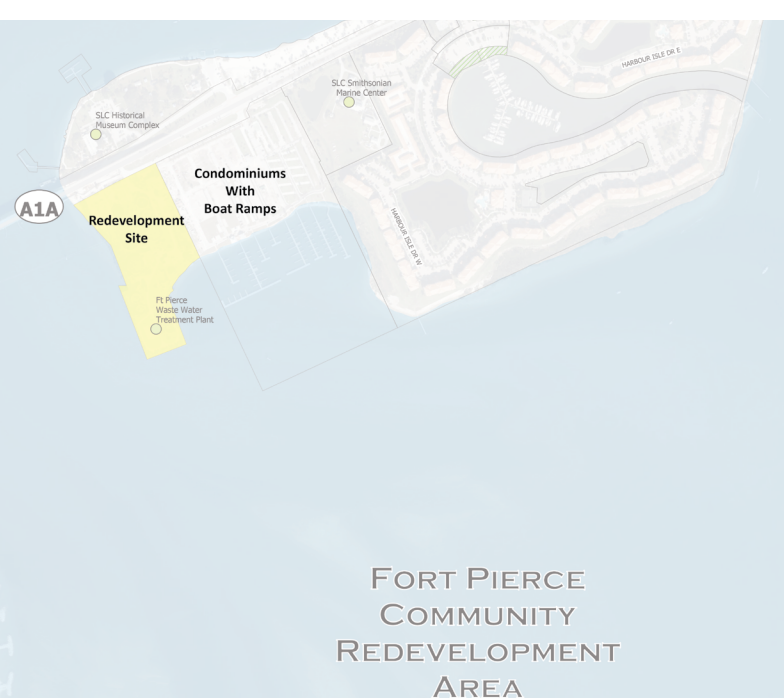 HARBOUR ISLE DR E
SLC Smithsonian
Marine Center
SLC Historical
Museum Complex
Condominiums
With
Boat Ramps
A1A
Redevelopment
Site
HARBOUR ISLE DR W
Ft Pierce
Waste Water
Treatment Plant
FORT PIERCE
COMMUNITY
REDEVELOPMENT
AREA